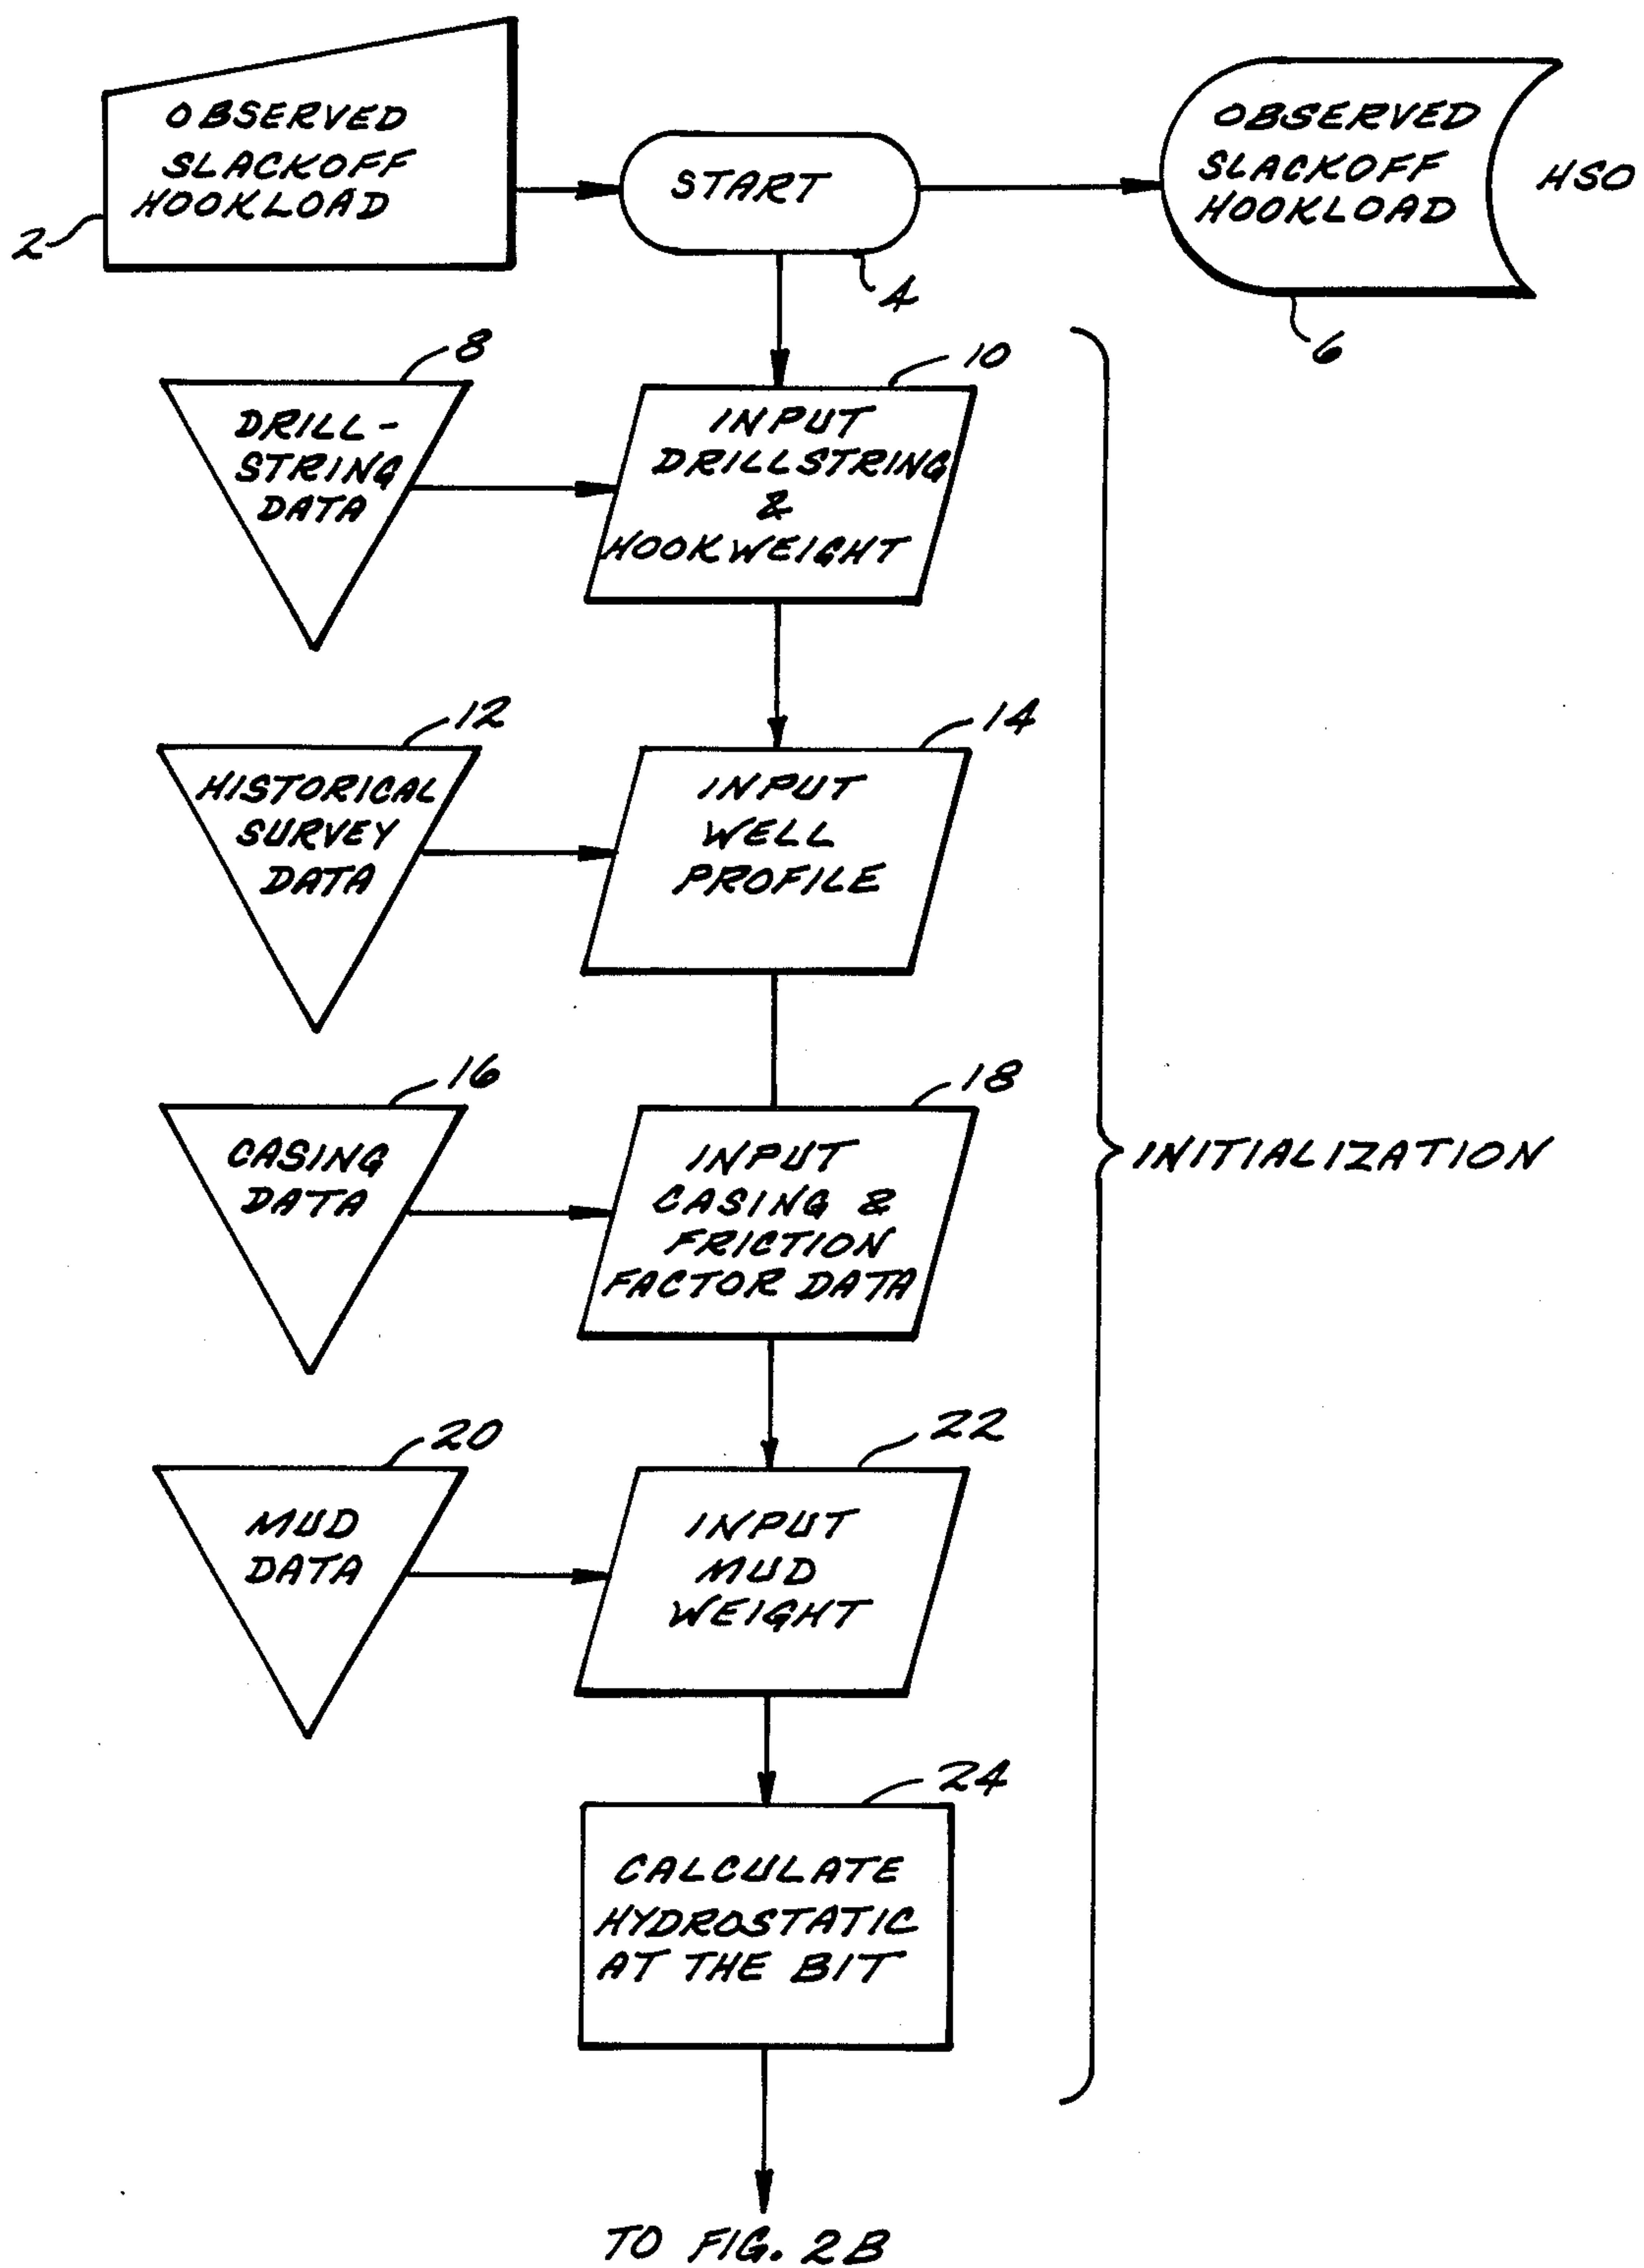 OBSERVED
SLACKOFF
HOOKLOAD
2
START
4
OBSERVED
SLACKOFF
HOOKLOAD
HSO
6
8
DRILL-
STRING
DATA
10
INPUT
DRILLSTRING
&
HOOKWEIGHT
12
HISTORICAL
SURVEY
DATA
14
INPUT
WELL
PROFILE
16
CASING
DATA
18
INPUT
CASING &
FRICTION
FACTOR DATA
INITIALIZATION
20
MUD
DATA
22
INPUT
MUD
WEIGHT
24
CALCULATE
HYDROSTATIC
AT THE BIT
TO FIG. 2B